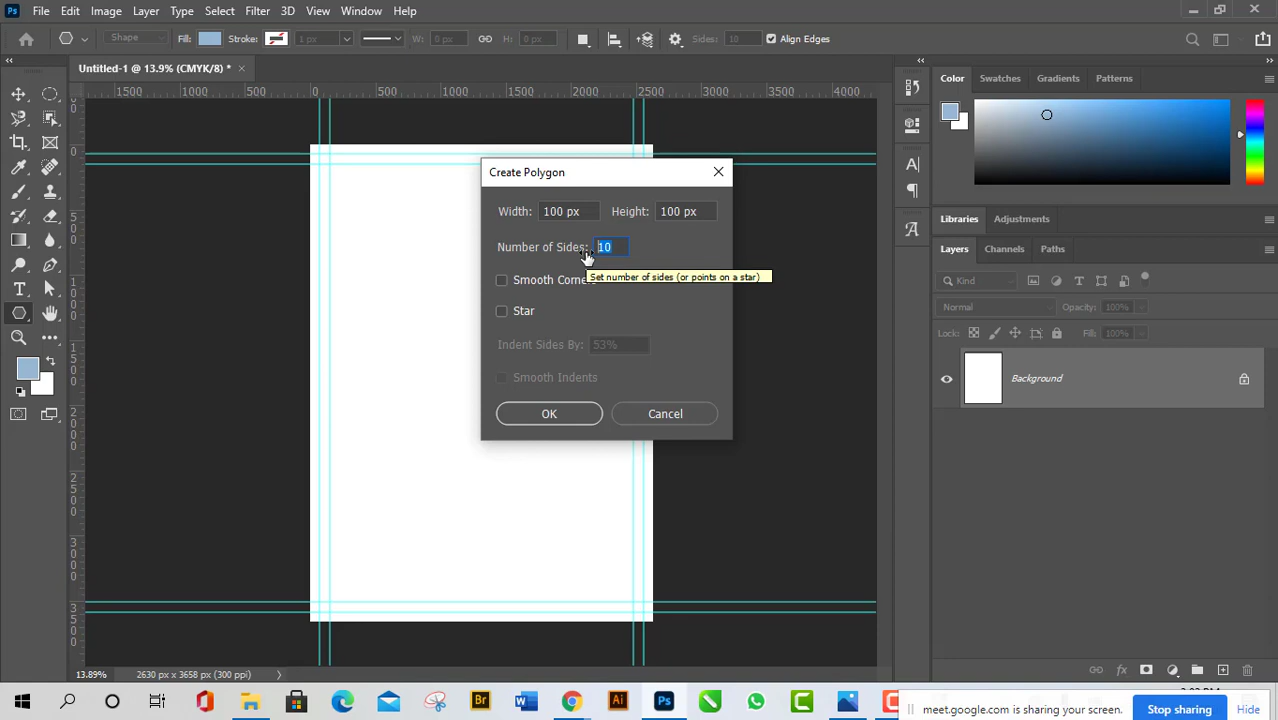 Ps File Edit Image Layer Type Select Filter 3D View Window Help
Shape Fill: Stroke: 1 px W: 0 px H: 0 px Sides: 10 Align Edges
Untitled-1 @ 13.9% (CMYK/8) * ×
Color Swatches Gradients Patterns
1500 1000 500 0 500 1000 1500 2000 2500 3000 3500 4000
Create Polygon
Width: 100 px Height: 100 px
Number of Sides: 10
Set number of sides (or points on a star)
Smooth Corne
Star
Indent Sides By: 53%
Smooth Indents
OK Cancel
Libraries Adjustments
Layers Channels Paths
Kind
Normal Opacity: 100%
Lock: Fill: 100%
Background
13.89% 2630 px x 3658 px (300 ppi)
meet.google.com is sharing your screen. Stop sharing Hide